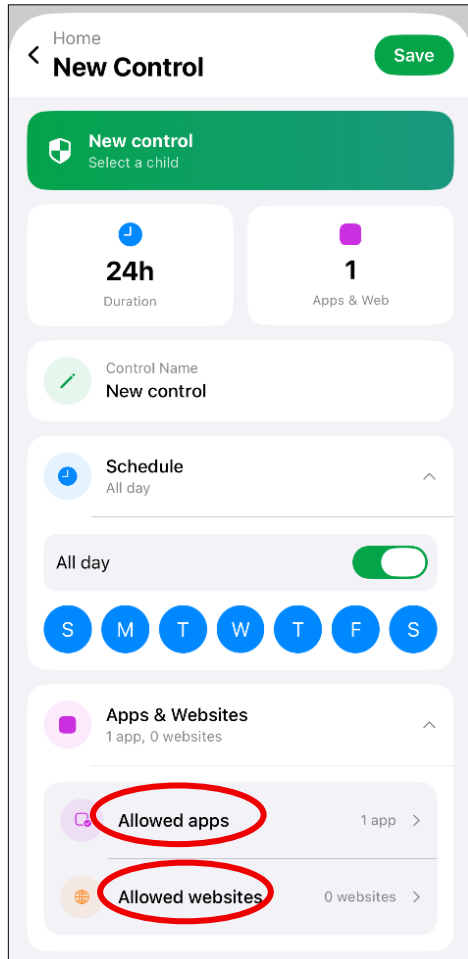 Home
New Control
Save
New control
Select a child
24h
Duration
1
Apps & Web
Control Name
New control
Schedule
All day
All day
S M T W T F S
Apps & Websites
1 app, 0 websites
Allowed apps 1 app
Allowed websites 0 websites